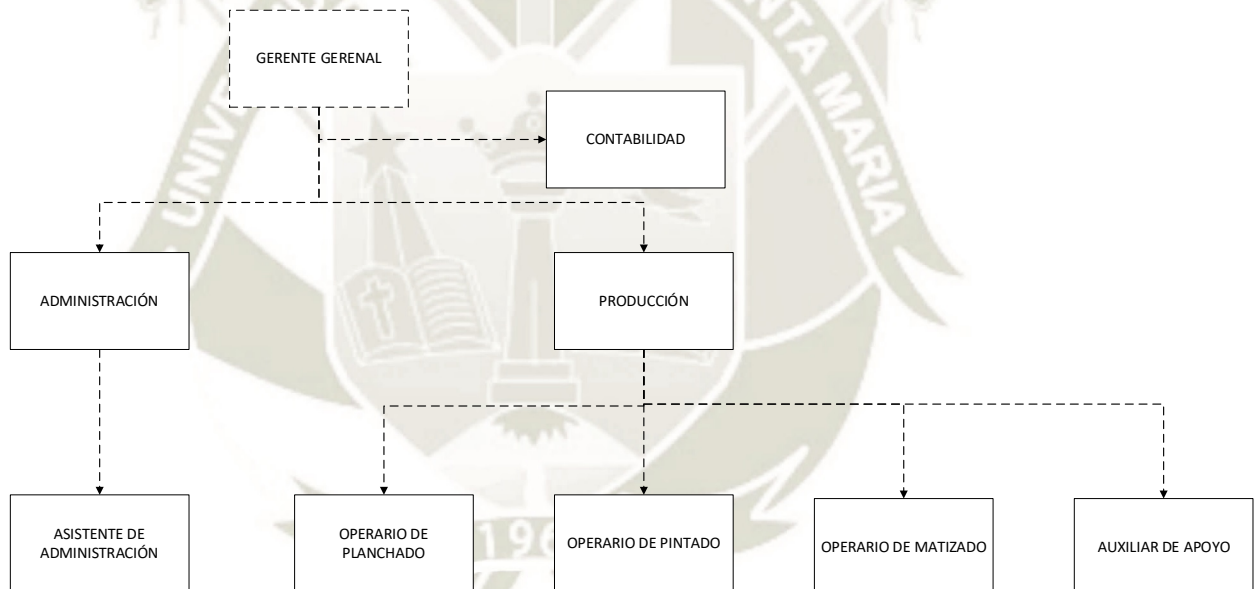 GERENTE GERENAL
CONTABILIDAD
ADMINISTRACIÓN
PRODUCCIÓN
ASISTENTE DE
ADMINISTRACIÓN
OPERARIO DE
PLANCHADO
OPERARIO DE PINTADO
OPERARIO DE MATIZADO
AUXILIAR DE APOYO
MARIA